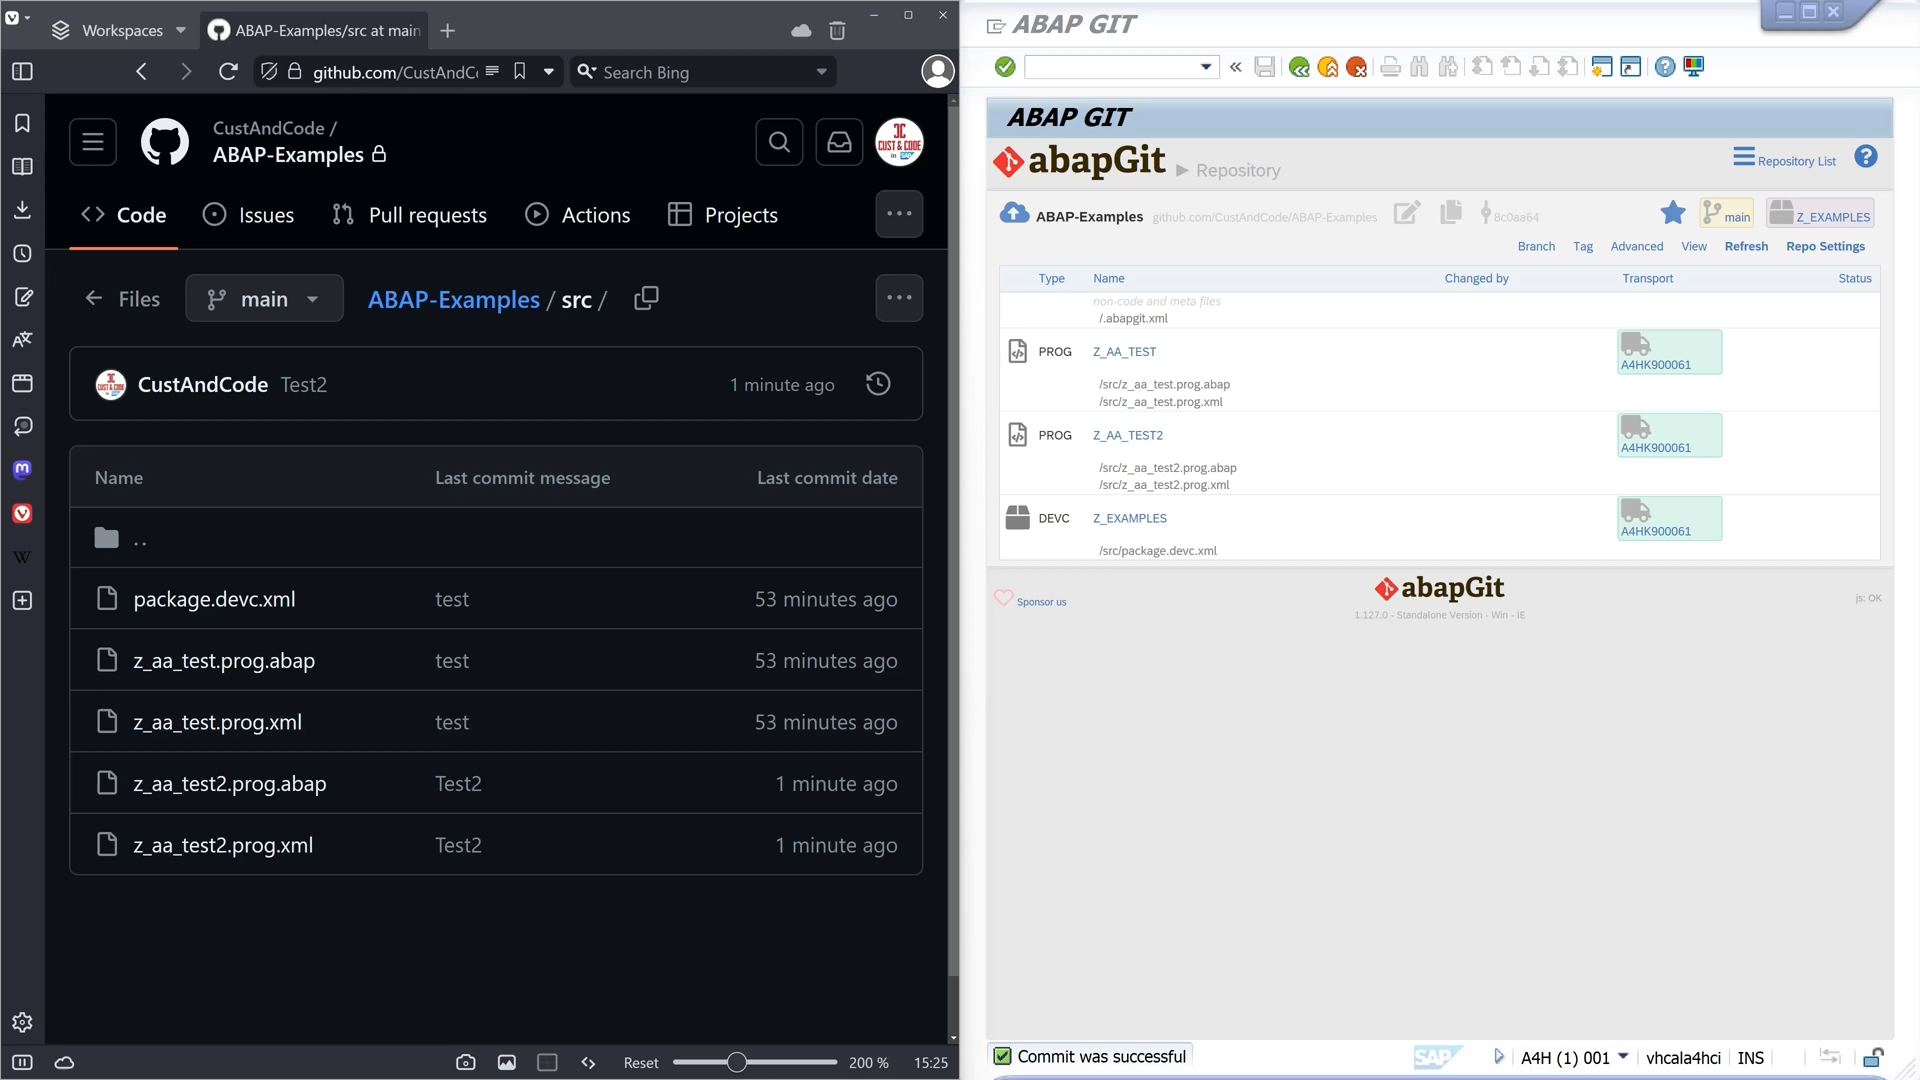 Workspaces
ABAP-Examples/src at main
github.com/CustAndC
Search Bing
CustAndCode /
ABAP-Examples
Code
Issues
Pull requests
Actions
Projects
Files
main
ABAP-Examples / src /
CustAndCode Test2
1 minute ago
Name
Last commit message
Last commit date
..
package.devc.xml
test
53 minutes ago
z_aa_test.prog.abap
test
53 minutes ago
z_aa_test.prog.xml
test
53 minutes ago
z_aa_test2.prog.abap
Test2
1 minute ago
z_aa_test2.prog.xml
Test2
1 minute ago
Reset
200 %
15:25
ABAP GIT
ABAP GIT
abapGit
Repository
Repository List
ABAP-Examples
github.com/CustAndCode/ABAP-Examples
8c0aa64
main
Z_EXAMPLES
Branch
Tag
Advanced
View
Refresh
Repo Settings
Type
Name
Changed by
Transport
Status
non-code and meta files
/.abapgit.xml
PROG
Z_AA_TEST
A4HK900061
/src/z_aa_test.prog.abap
/src/z_aa_test.prog.xml
PROG
Z_AA_TEST2
A4HK900061
/src/z_aa_test2.prog.abap
/src/z_aa_test2.prog.xml
DEVC
Z_EXAMPLES
A4HK900061
/src/package.devc.xml
Sponsor us
abapGit
1.127.0 - Standalone Version - Win - IE
js: OK
Commit was successful
SAP
A4H (1) 001
vhcala4hci
INS